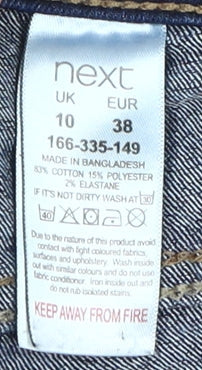 next
UK EUR
10 38
166-335-149
MADE IN BANGLADESH
83% COTTON 15% POLYESTER
2% ELASTANE
IF IT'S NOT DIRTY WASH AT 30
40
Due to the nature of this product avoid
contact with light coloured fabrics,
surfaces and upholstery. Wash inside
out with similar colours and do not use
fabric conditioner. Iron inside out and
do not rub isolated stains.
KEEP AWAY FROM FIRE